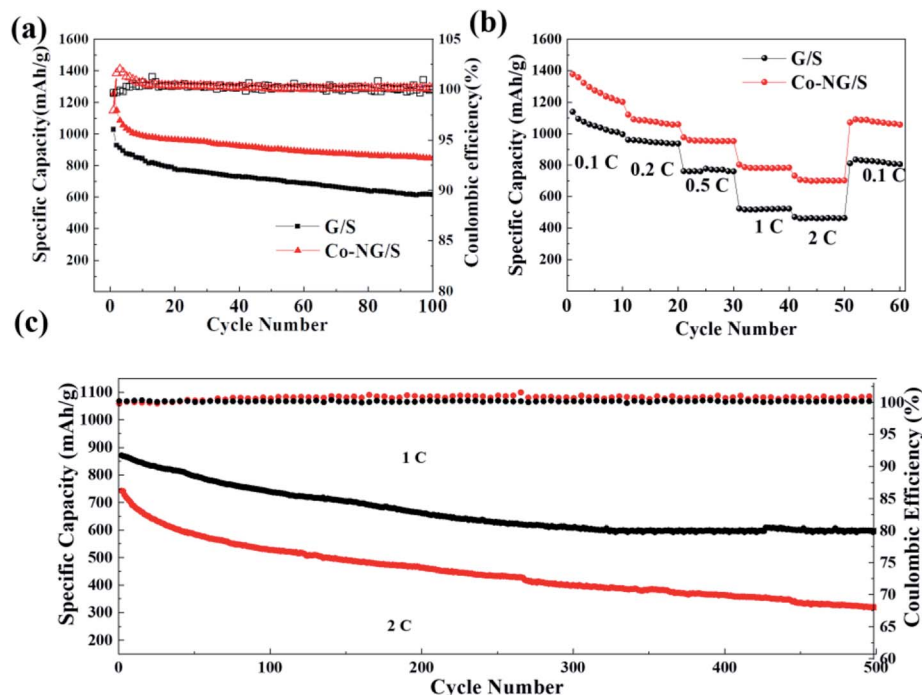 (a)
Specific Capacity(mAh/g)
1600
1400
1200
1000
800
600
400
200
105
100
95
90
85
80
Coulombic efficiency(%)
G/S
Co-NG/S
0 20 40 60 80 100
Cycle Number
(b)
Specific Capacity (mAh/g)
1600
1400
1200
1000
800
600
400
200
0
G/S
Co-NG/S
0.1 C
0.2 C
0.5 C
1 C
2 C
0.1 C
0 10 20 30 40 50 60
Cycle Number
(c)
Specific Capacity (mAh/g)
1100
1000
900
800
700
600
500
400
300
200
1 C
2 C
100
95
90
85
80
75
70
65
60
Coulombic Efficiency (%)
0 100 200 300 400 500
Cycle Number